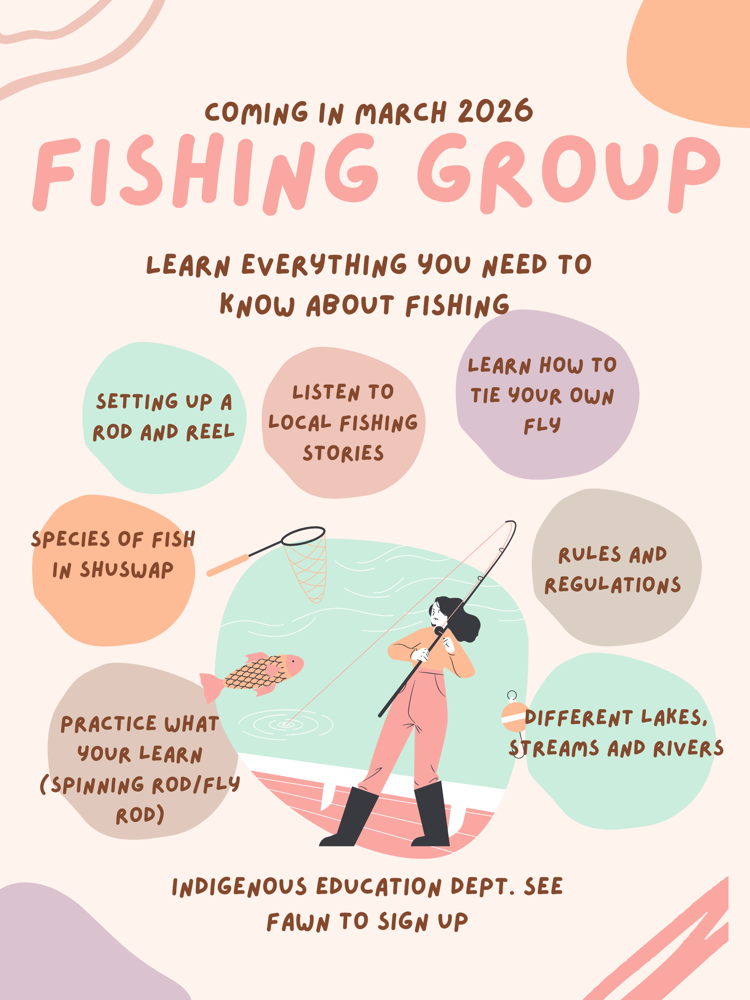 COMING IN MARCH 2026
FISHING GROUP
LEARN EVERYTHING YOU NEED TO
KNOW ABOUT FISHING
SETTING UP A
ROD AND REEL
LISTEN TO
LOCAL FISHING
STORIES
LEARN HOW TO
TIE YOUR OWN
FLY
SPECIES OF FISH
IN SHUSWAP
RULES AND
REGULATIONS
PRACTICE WHAT
YOUR LEARN
(SPINNING ROD/FLY
ROD)
DIFFERENT LAKES,
STREAMS AND RIVERS
INDIGENOUS EDUCATION DEPT. SEE
FAWN TO SIGN UP